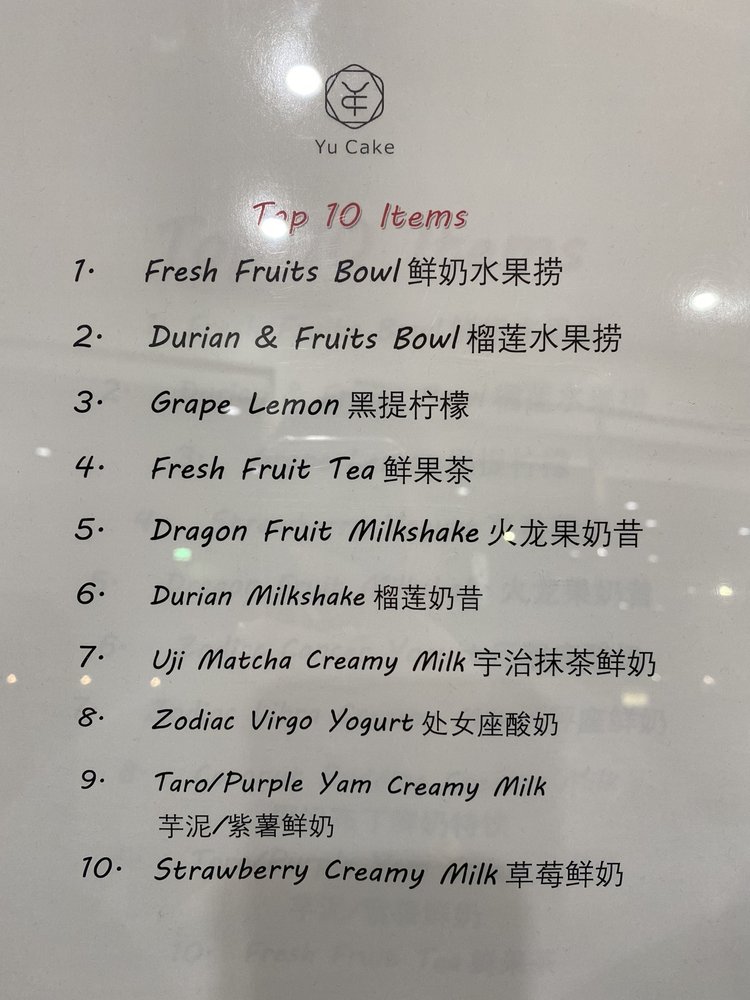 Yu Cake
Top 10 Items
1. Fresh Fruits Bowl 鲜奶水果捞
2. Durian & Fruits Bowl 榴莲水果捞
3. Grape Lemon 黑提柠檬
4. Fresh Fruit Tea 鲜果茶
5. Dragon Fruit Milkshake 火龙果奶昔
6. Durian Milkshake 榴莲奶昔
7. Uji Matcha Creamy Milk 宇治抹茶鲜奶
8. Zodiac Virgo Yogurt 处女座酸奶
9. Taro/Purple Yam Creamy Milk
芋泥/紫薯鲜奶
10. Strawberry Creamy Milk 草莓鲜奶